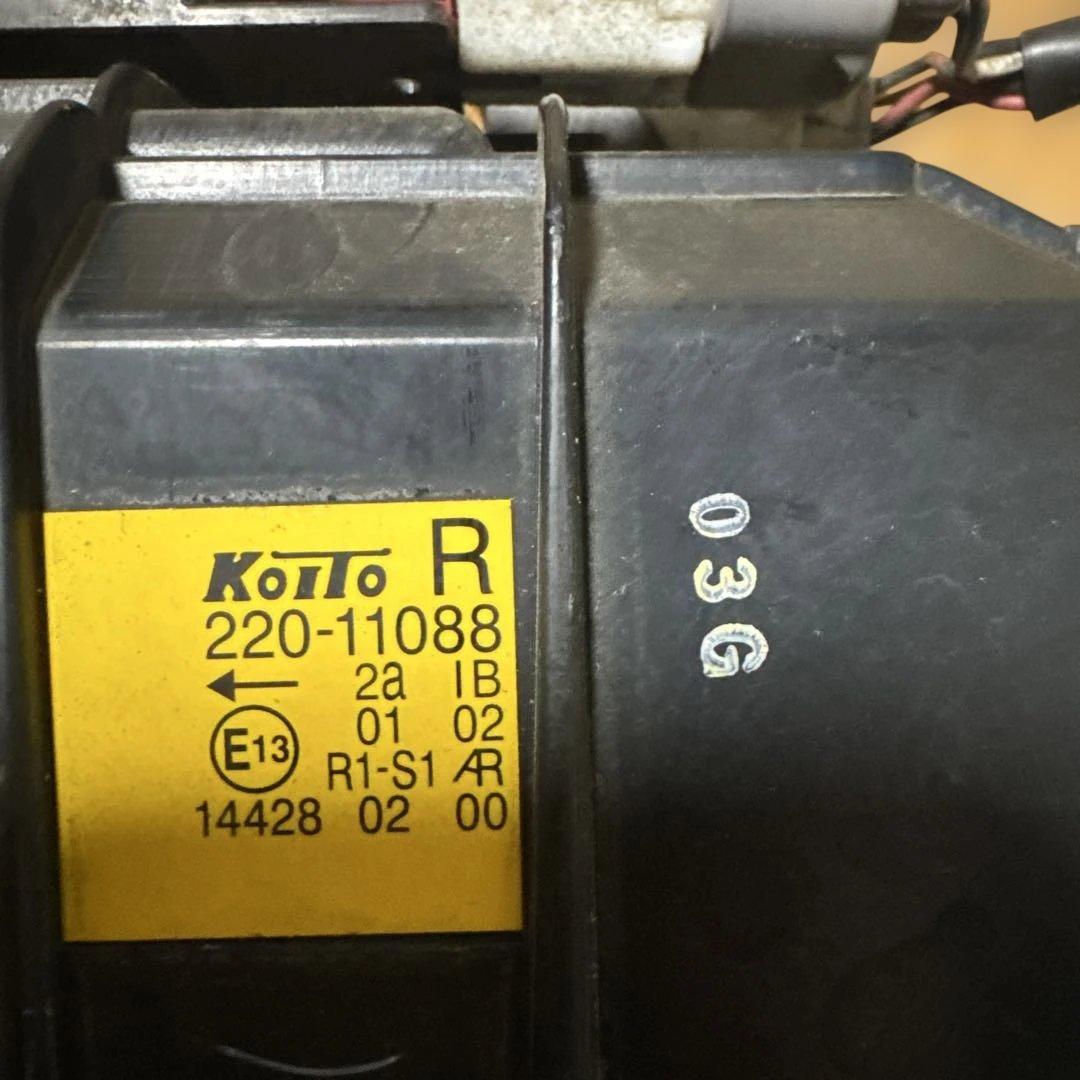 KOITO R
220-11088
← 2a IB
01 02
E13
R1-S1 AR
14428 02 00
03G